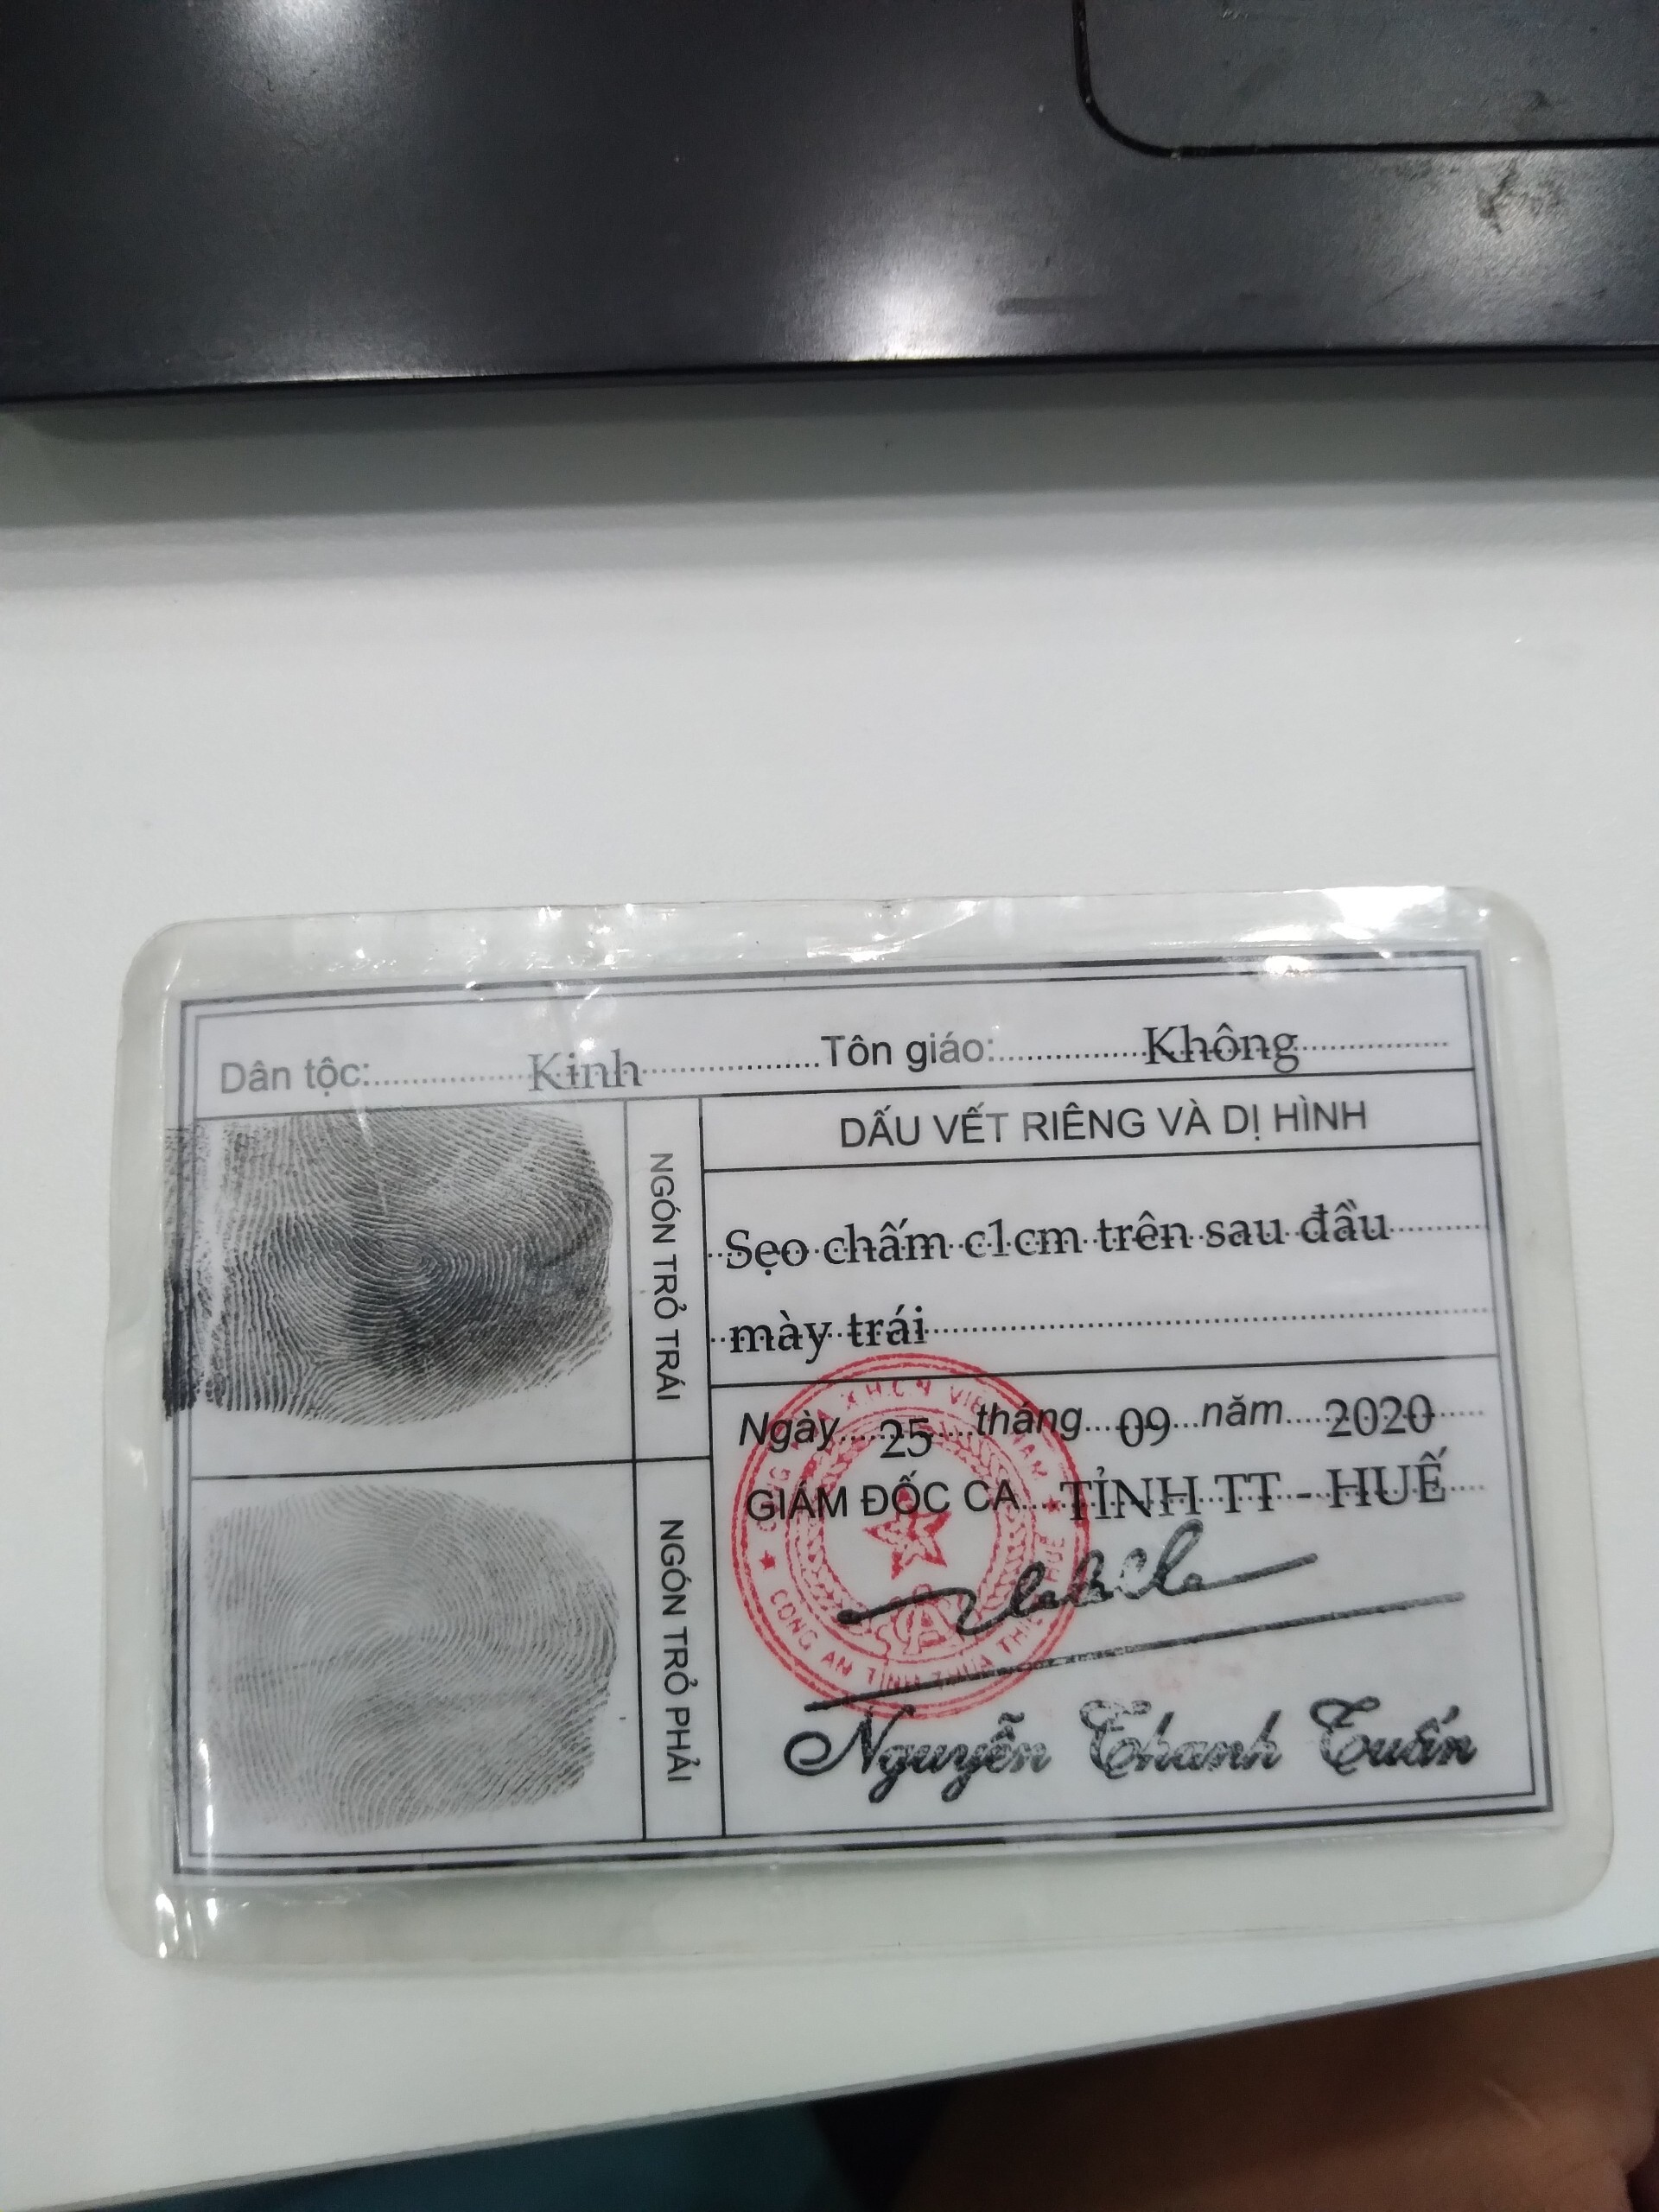 Dân tộc:..................Kinh....................Tôn giáo:..................Không..................
NGÓN TRỎ TRÁI
DẤU VẾT RIÊNG VÀ DỊ HÌNH
Sẹo chấm c1cm trên sau đầu
mày trái
Ngày....25....tháng...09...năm....2020....
GIÁM ĐỐC CA....TỈNH TT - HUẾ
NGÓN TRỎ PHẢI
Nguyễn Thanh Tuấn